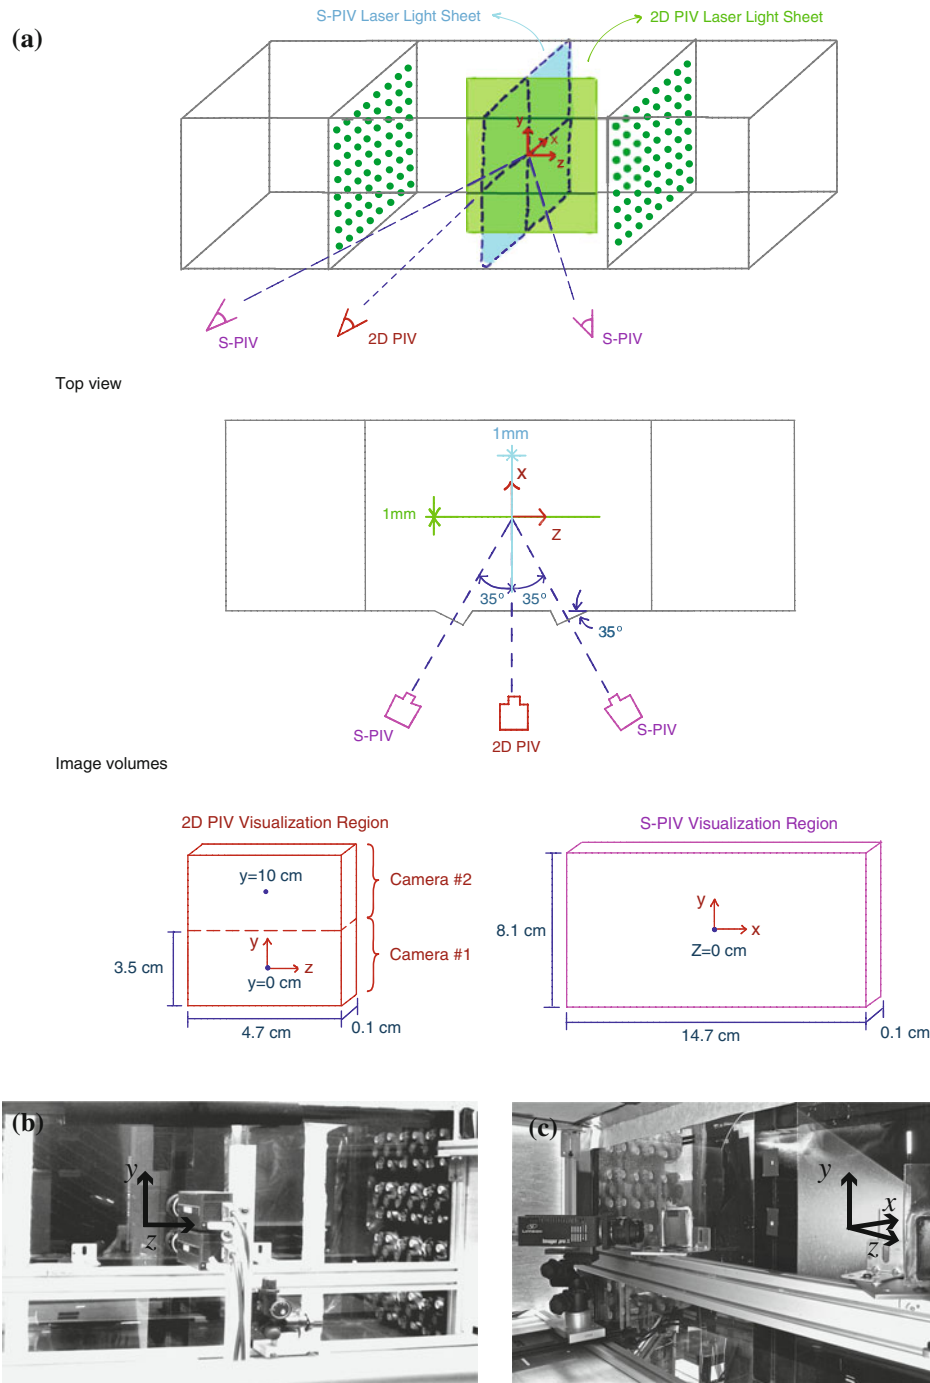 (a)
S-PIV Laser Light Sheet
2D PIV Laser Light Sheet
y
x
z
S-PIV
2D PIV
S-PIV
Top view
1mm
x
1mm
z
35°
35°
35°
S-PIV
2D PIV
S-PIV
Image volumes
2D PIV Visualization Region
S-PIV Visualization Region
y=10 cm
Camera #2
y
x
Z=0 cm
8.1 cm
3.5 cm
y
z
y=0 cm
Camera #1
4.7 cm
0.1 cm
14.7 cm
0.1 cm
(b)
y
z
(c)
y
x
z